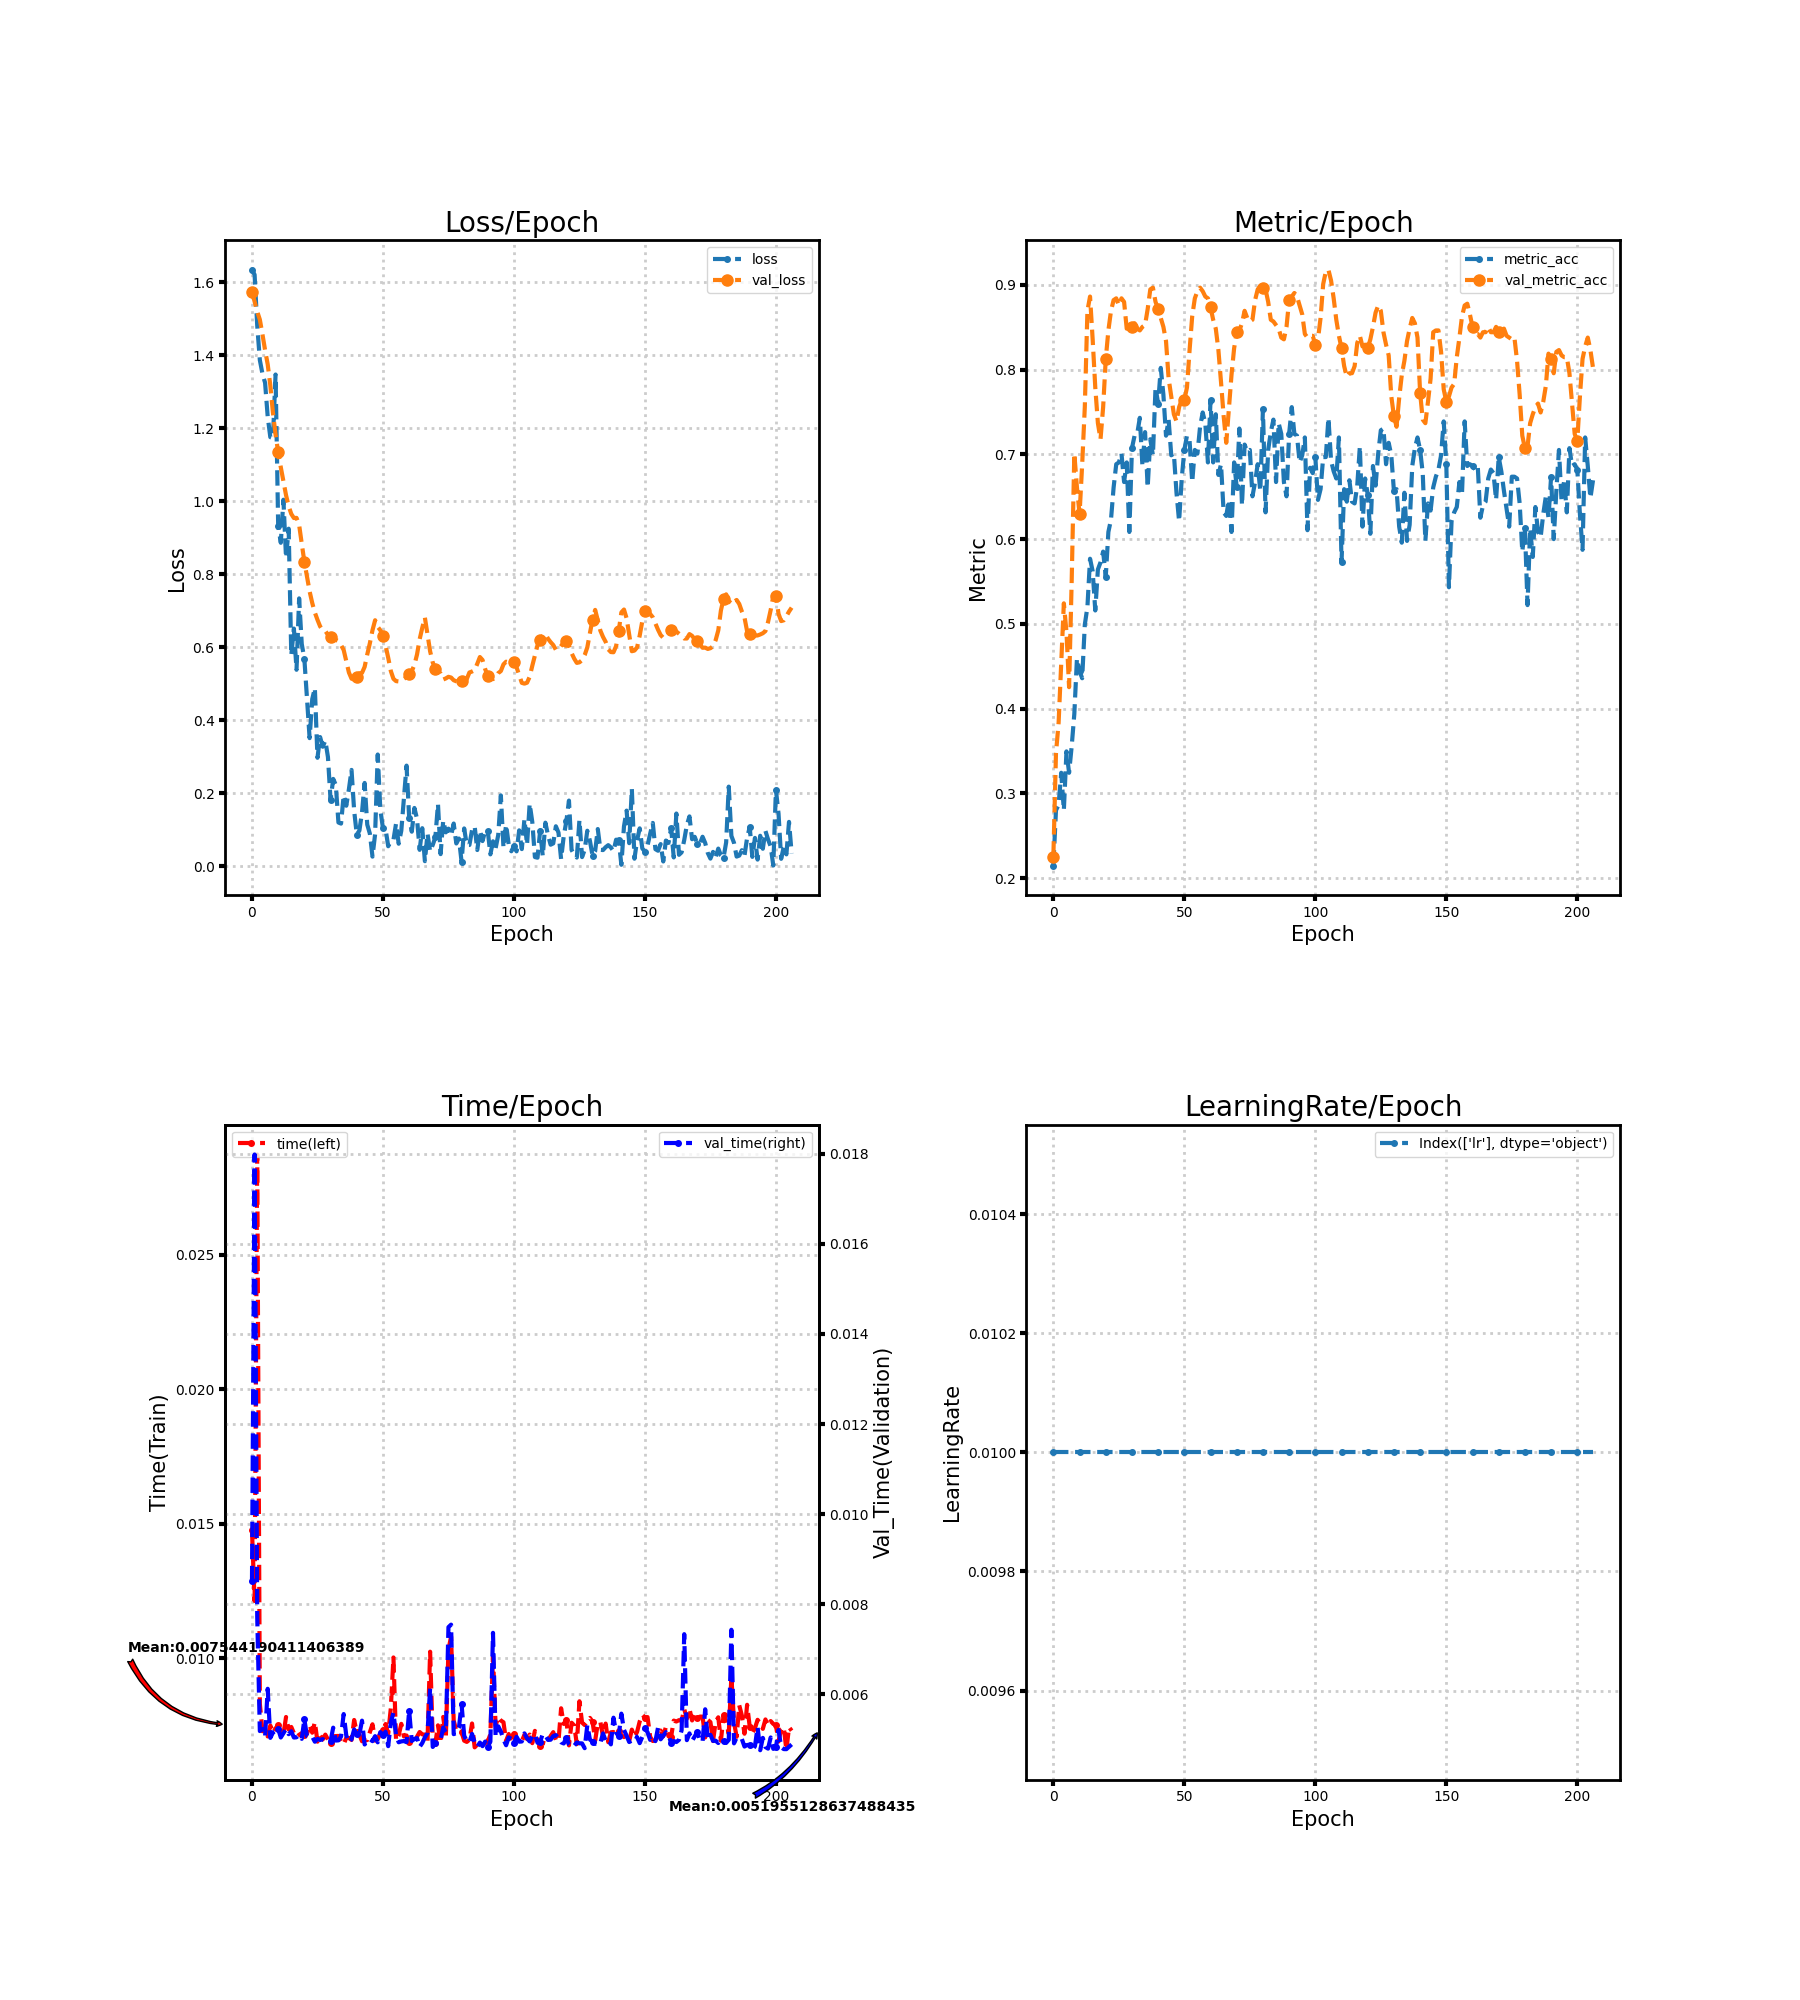 Loss/Epoch
loss
val_loss
1.6
1.4
1.2
1.0
0.8
0.6
0.4
0.2
0.0
Loss
0
50
100
150
200
Epoch
Metric/Epoch
metric_acc
val_metric_acc
0.9
0.8
0.7
0.6
0.5
0.4
0.3
0.2
Metric
0
50
100
150
200
Epoch
Time/Epoch
time(left)
val_time(right)
0.025
0.020
0.015
0.010
Time(Train)
0.018
0.016
0.014
0.012
0.010
0.008
0.006
Val_Time(Validation)
Mean:0.007544190411406389
Mean:0.0051955128637488435
0
50
100
150
200
Epoch
LearningRate/Epoch
Index(['lr'], dtype='object')
0.0104
0.0102
0.0100
0.0098
0.0096
LearningRate
0
50
100
150
200
Epoch